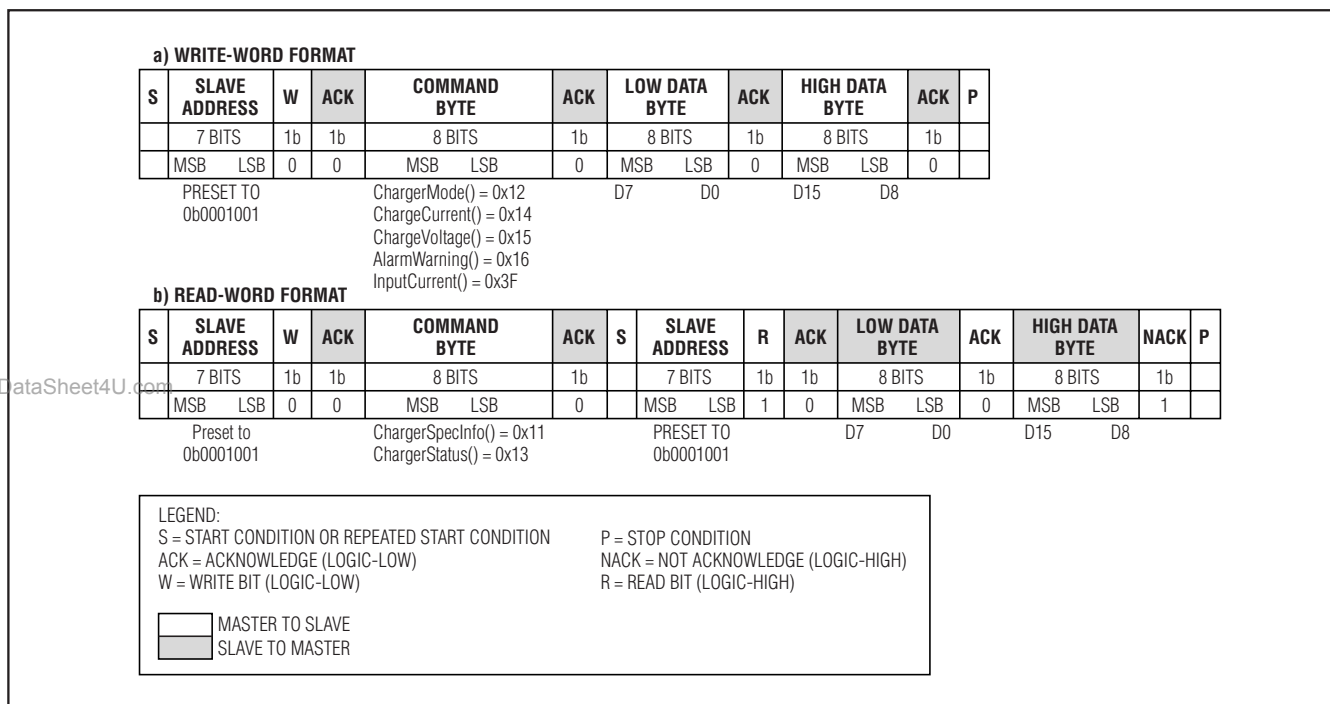 a) WRITE-WORD FORMAT
S SLAVE ADDRESS W ACK COMMAND BYTE ACK LOW DATA BYTE ACK HIGH DATA BYTE ACK P
7 BITS 1b 1b 8 BITS 1b 8 BITS 1b 8 BITS 1b
MSB LSB 0 0 MSB LSB 0 MSB LSB 0 MSB LSB 0
PRESET TO 0b0001001
ChargerMode() = 0x12
ChargeCurrent() = 0x14
ChargeVoltage() = 0x15
AlarmWarning() = 0x16
InputCurrent() = 0x3F
D7 D0 D15 D8
b) READ-WORD FORMAT
S SLAVE ADDRESS W ACK COMMAND BYTE ACK S SLAVE ADDRESS R ACK LOW DATA BYTE ACK HIGH DATA BYTE NACK P
7 BITS 1b 1b 8 BITS 1b 7 BITS 1b 1b 8 BITS 1b 8 BITS 1b
MSB LSB 0 0 MSB LSB 0 MSB LSB 1 0 MSB LSB 0 MSB LSB 1
Preset to 0b0001001
ChargerSpecInfo() = 0x11
ChargerStatus() = 0x13
PRESET TO 0b0001001
D7 D0 D15 D8
DataSheet4U.com
LEGEND:
S = START CONDITION OR REPEATED START CONDITION
ACK = ACKNOWLEDGE (LOGIC-LOW)
W = WRITE BIT (LOGIC-LOW)
P = STOP CONDITION
NACK = NOT ACKNOWLEDGE (LOGIC-HIGH)
R = READ BIT (LOGIC-HIGH)
MASTER TO SLAVE
SLAVE TO MASTER